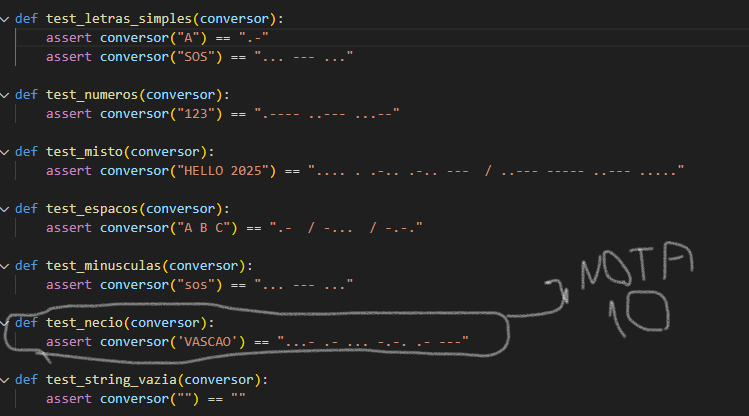 def test_letras_simples(conversor):
assert conversor("A") == ".-"
assert conversor("SOS") == "... --- ..."
def test_numeros(conversor):
assert conversor("123") == ".---- ..--- ...--"
def test_misto(conversor):
assert conversor("HELLO 2025") == ".... . .-.. .-.. ---  / ..--- ----- ..--- ....."
def test_espacos(conversor):
assert conversor("A B C") == ".-  / -...  / -.-."
def test_minusculas(conversor):
assert conversor("sos") == "... --- ..."
def test_necio(conversor):
assert conversor('VASCAO') == "...- .- ... -.-. .- ---"
NOTA
10
def test_string_vazia(conversor):
assert conversor("") == ""